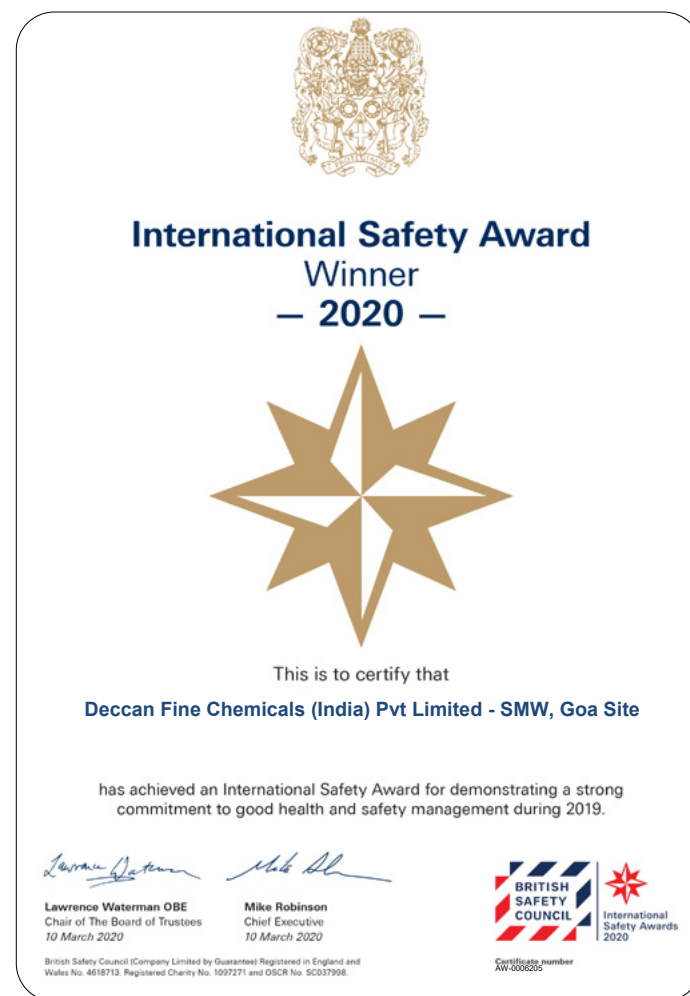 International Safety Award
Winner
— 2020 —
This is to certify that
Deccan Fine Chemicals (India) Pvt Limited - SMW, Goa Site
has achieved an International Safety Award for demonstrating a strong
commitment to good health and safety management during 2019.
Lawrence Waterman OBE
Chair of The Board of Trustees
10 March 2020
Mike Robinson
Chief Executive
10 March 2020
British Safety Council (Company Limited by Guarantee) Registered in England and
Wales No. 4618713. Registered Charity No. 1097271 and OSCR No. SC037998.
BRITISH
SAFETY
COUNCIL
International
Safety Awards
2020
Certificate number
AW-0006205